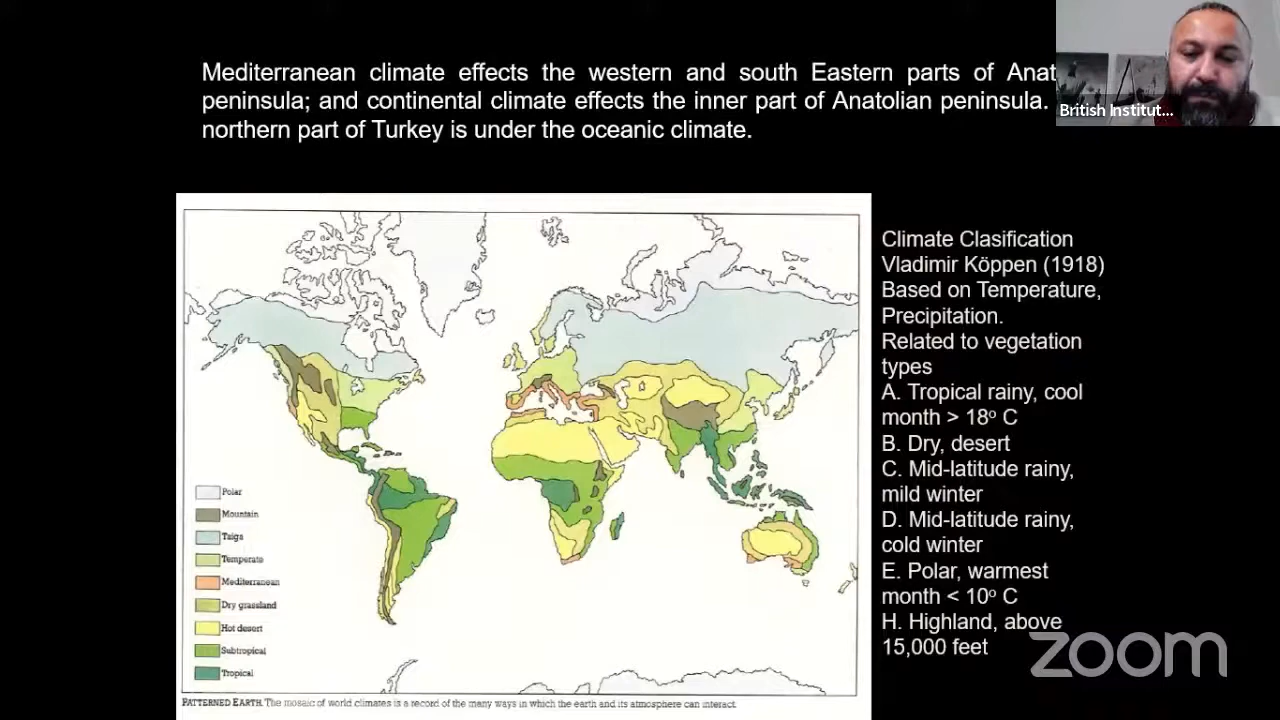 Mediterranean climate effects the western and south Eastern parts of Anat
peninsula; and continental climate effects the inner part of Anatolian peninsula.
northern part of Turkey is under the oceanic climate.
British Institut...
Climate Clasification
Vladimir Köppen (1918)
Based on Temperature,
Precipitation.
Related to vegetation
types
A. Tropical rainy, cool
month > 18º C
B. Dry, desert
C. Mid-latitude rainy,
mild winter
D. Mid-latitude rainy,
cold winter
E. Polar, warmest
month < 10º C
H. Highland, above
15,000 feet
Polar
Mountain
Taiga
Temperate
Mediterranean
Dry grassland
Hot desert
Subtropical
Tropical
PATTERNED EARTH. The mosaic of world climates is a record of the many ways in which the earth and its atmosphere can interact.
zoom